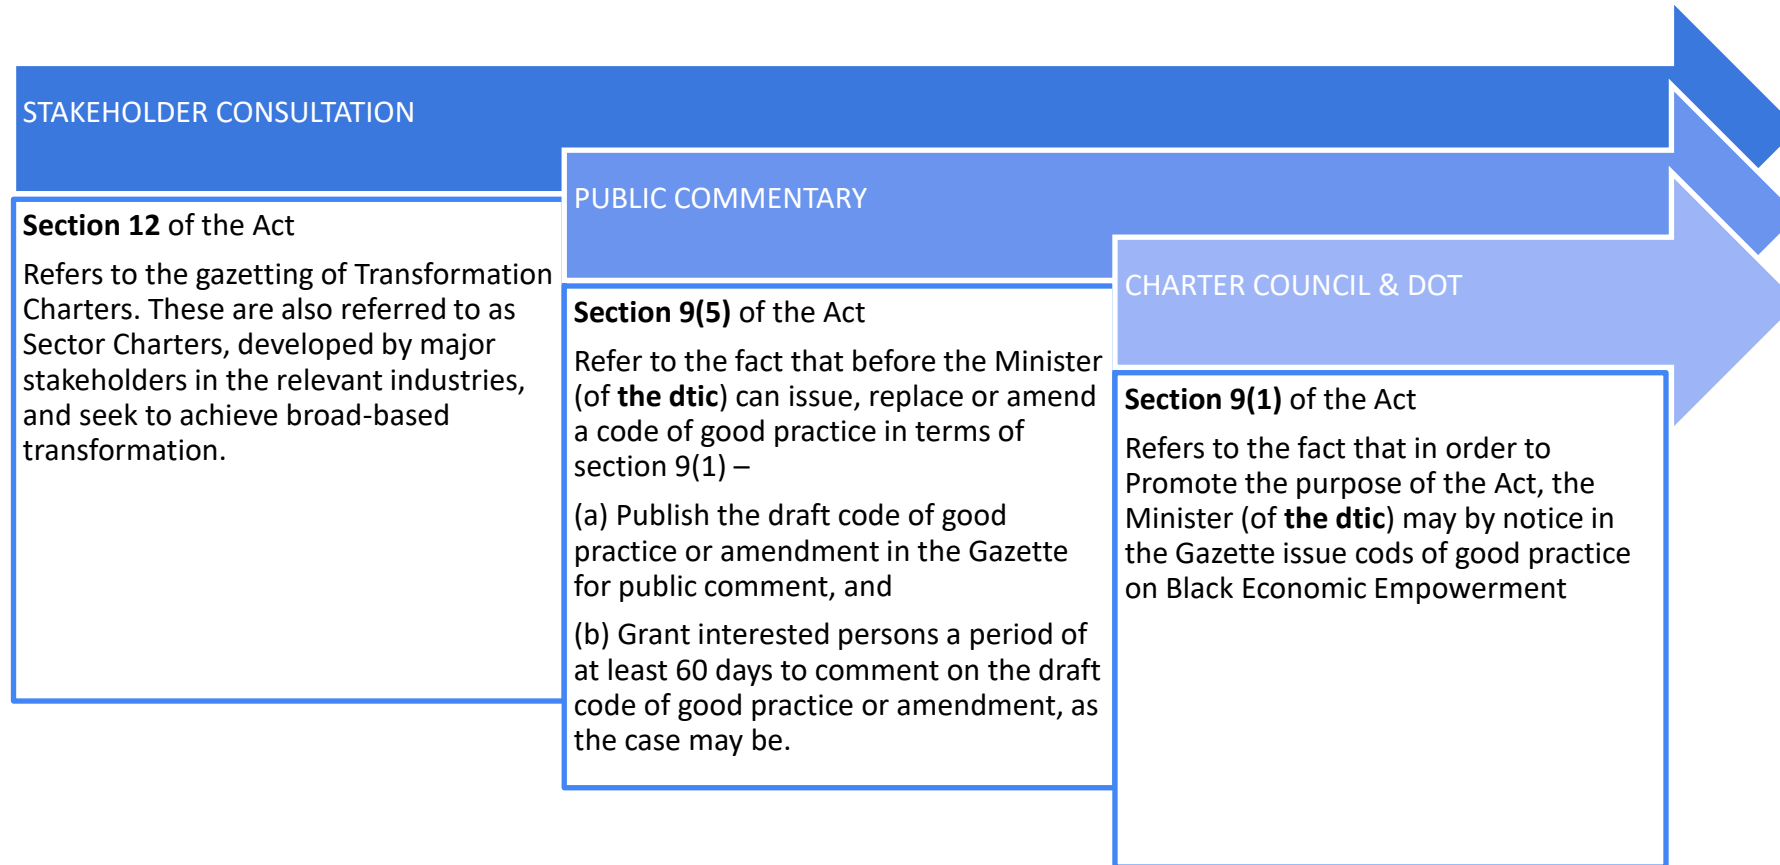 STAKEHOLDER CONSULTATION
Section 12 of the Act
Refers to the gazetting of Transformation
Charters. These are also referred to as
Sector Charters, developed by major
stakeholders in the relevant industries,
and seek to achieve broad-based
transformation.
PUBLIC COMMENTARY
Section 9(5) of the Act
Refer to the fact that before the Minister
(of the dtic) can issue, replace or amend
a code of good practice in terms of
section 9(1) –
(a) Publish the draft code of good
practice or amendment in the Gazette
for public comment, and
(b) Grant interested persons a period of
at least 60 days to comment on the draft
code of good practice or amendment, as
the case may be.
CHARTER COUNCIL & DOT
Section 9(1) of the Act
Refers to the fact that in order to
Promote the purpose of the Act, the
Minister (of the dtic) may by notice in
the Gazette issue cods of good practice
on Black Economic Empowerment